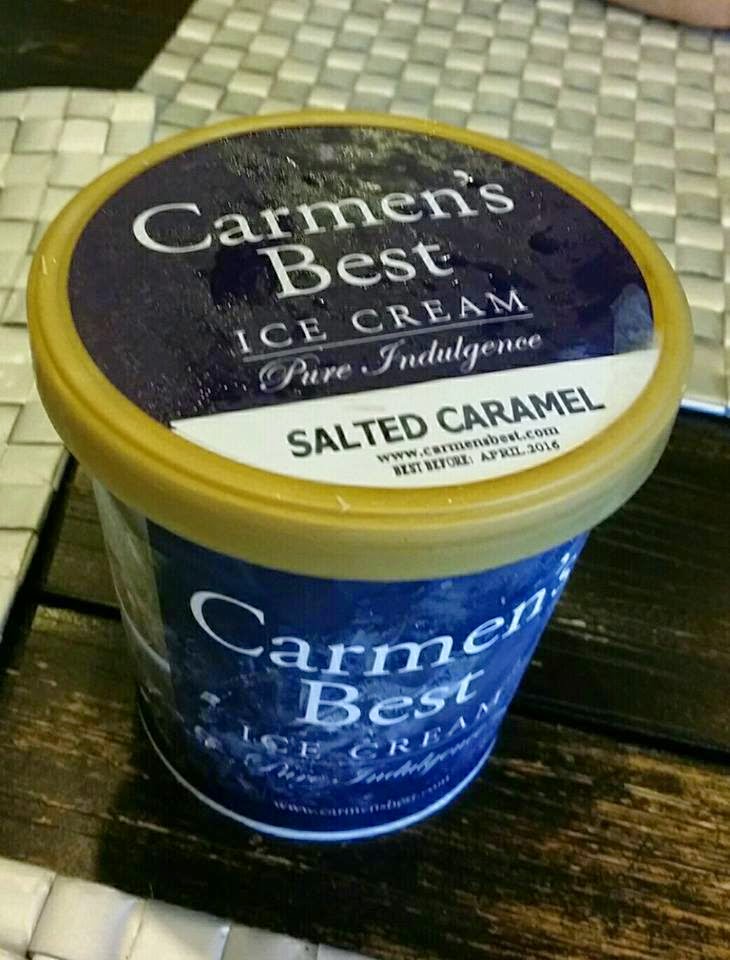 Carmen's
Best
ICE CREAM
Pure Indulgence
SALTED CARAMEL
www.carmensbest.com
BEST BEFORE: APRIL.2016
Carmen's
Best
ICE CREAM
Pure Indulgence
www.carmensbest.com